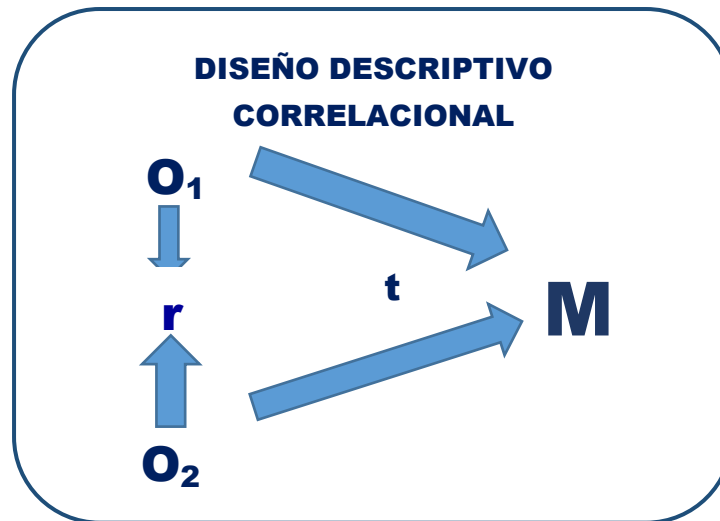 DISEÑO DESCRIPTIVO
CORRELACIONAL
O₁
r
t
M
O₂